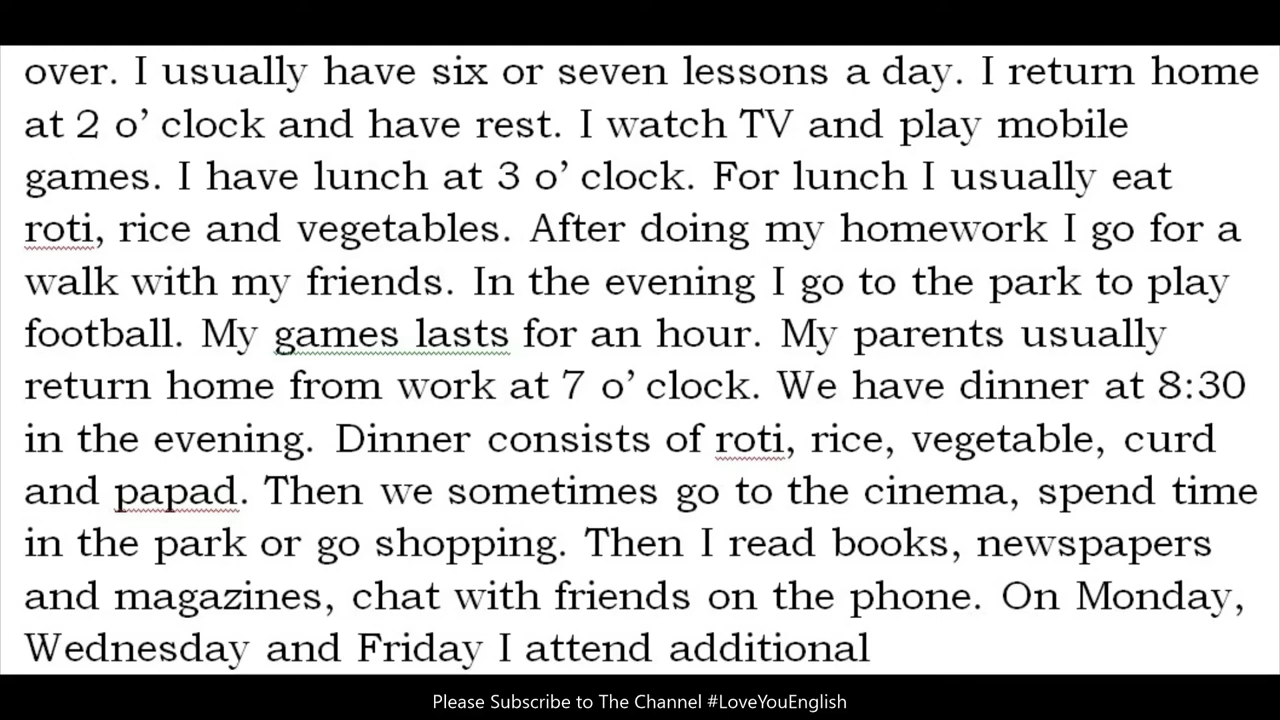 over. I usually have six or seven lessons a day. I return home
at 2 o’ clock and have rest. I watch TV and play mobile
games. I have lunch at 3 o’ clock. For lunch I usually eat
roti, rice and vegetables. After doing my homework I go for a
walk with my friends. In the evening I go to the park to play
football. My games lasts for an hour. My parents usually
return home from work at 7 o’ clock. We have dinner at 8:30
in the evening. Dinner consists of roti, rice, vegetable, curd
and papad. Then we sometimes go to the cinema, spend time
in the park or go shopping. Then I read books, newspapers
and magazines, chat with friends on the phone. On Monday,
Wednesday and Friday I attend additional
Please Subscribe to The Channel #LoveYouEnglish